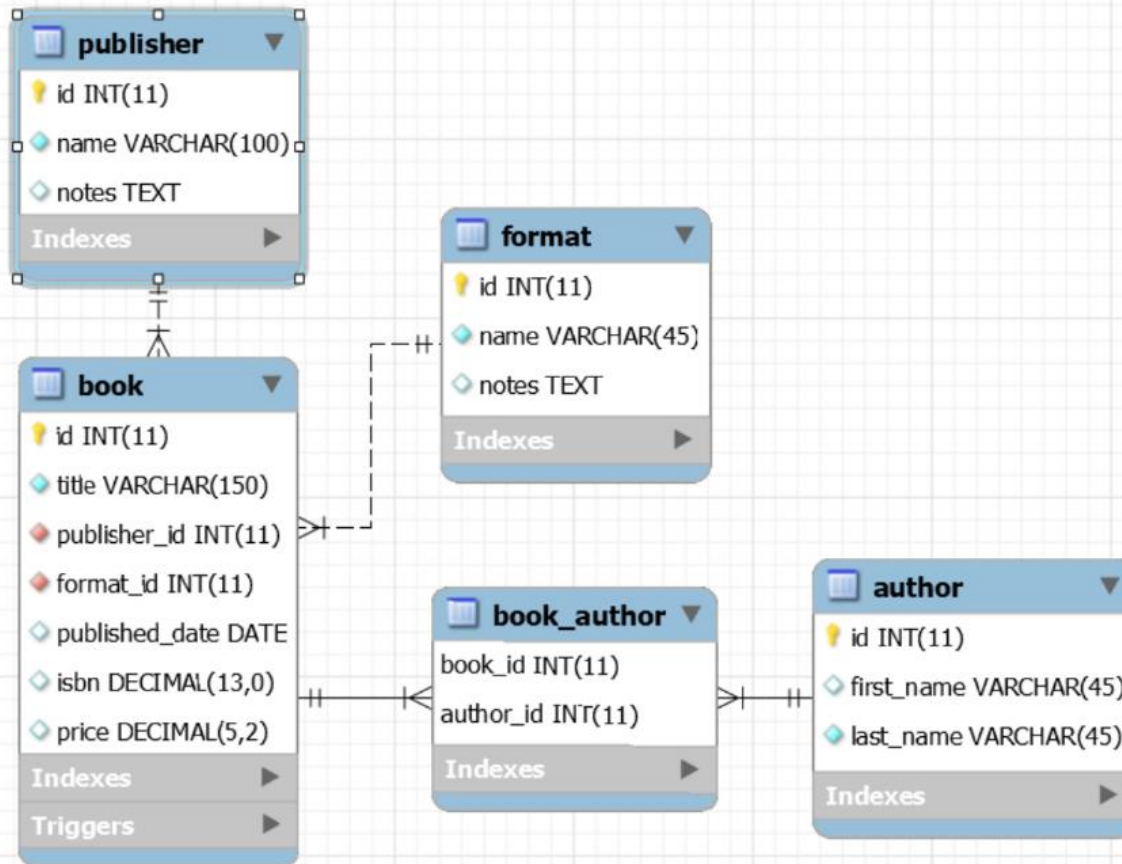 publisher
id INT(11)
name VARCHAR(100)
notes TEXT
Indexes
format
id INT(11)
name VARCHAR(45)
notes TEXT
Indexes
book
id INT(11)
title VARCHAR(150)
publisher_id INT(11)
format_id INT(11)
published_date DATE
isbn DECIMAL(13,0)
price DECIMAL(5,2)
Indexes
Triggers
book_author
book_id INT(11)
author_id INT(11)
Indexes
author
id INT(11)
first_name VARCHAR(45)
last_name VARCHAR(45)
Indexes